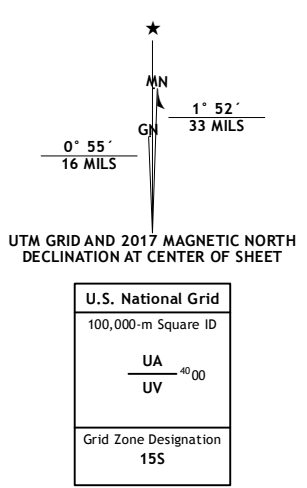 ★
MN
1° 52´
33 MILS
GN
0° 55´
16 MILS
UTM GRID AND 2017 MAGNETIC NORTH
DECLINATION AT CENTER OF SHEET
U.S. National Grid
100,000-m Square ID
UA
4000
UV
Grid Zone Designation
15S